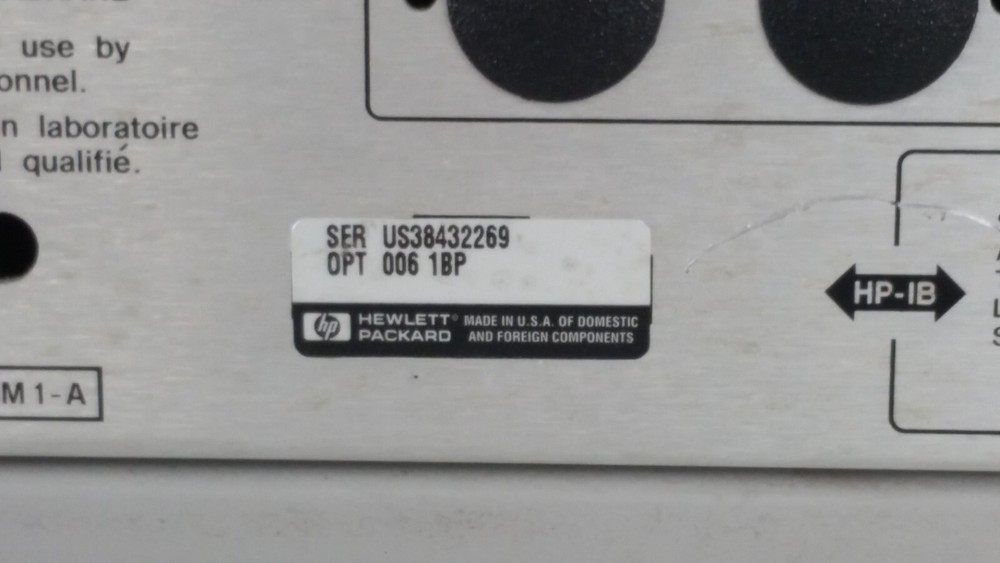 use by
onnel.
n laboratoire
qualifié.
SER US38432269
OPT 006 1BP
hp HEWLETT® MADE IN U.S.A. OF DOMESTIC
PACKARD AND FOREIGN COMPONENTS
HP-IB
M 1-A